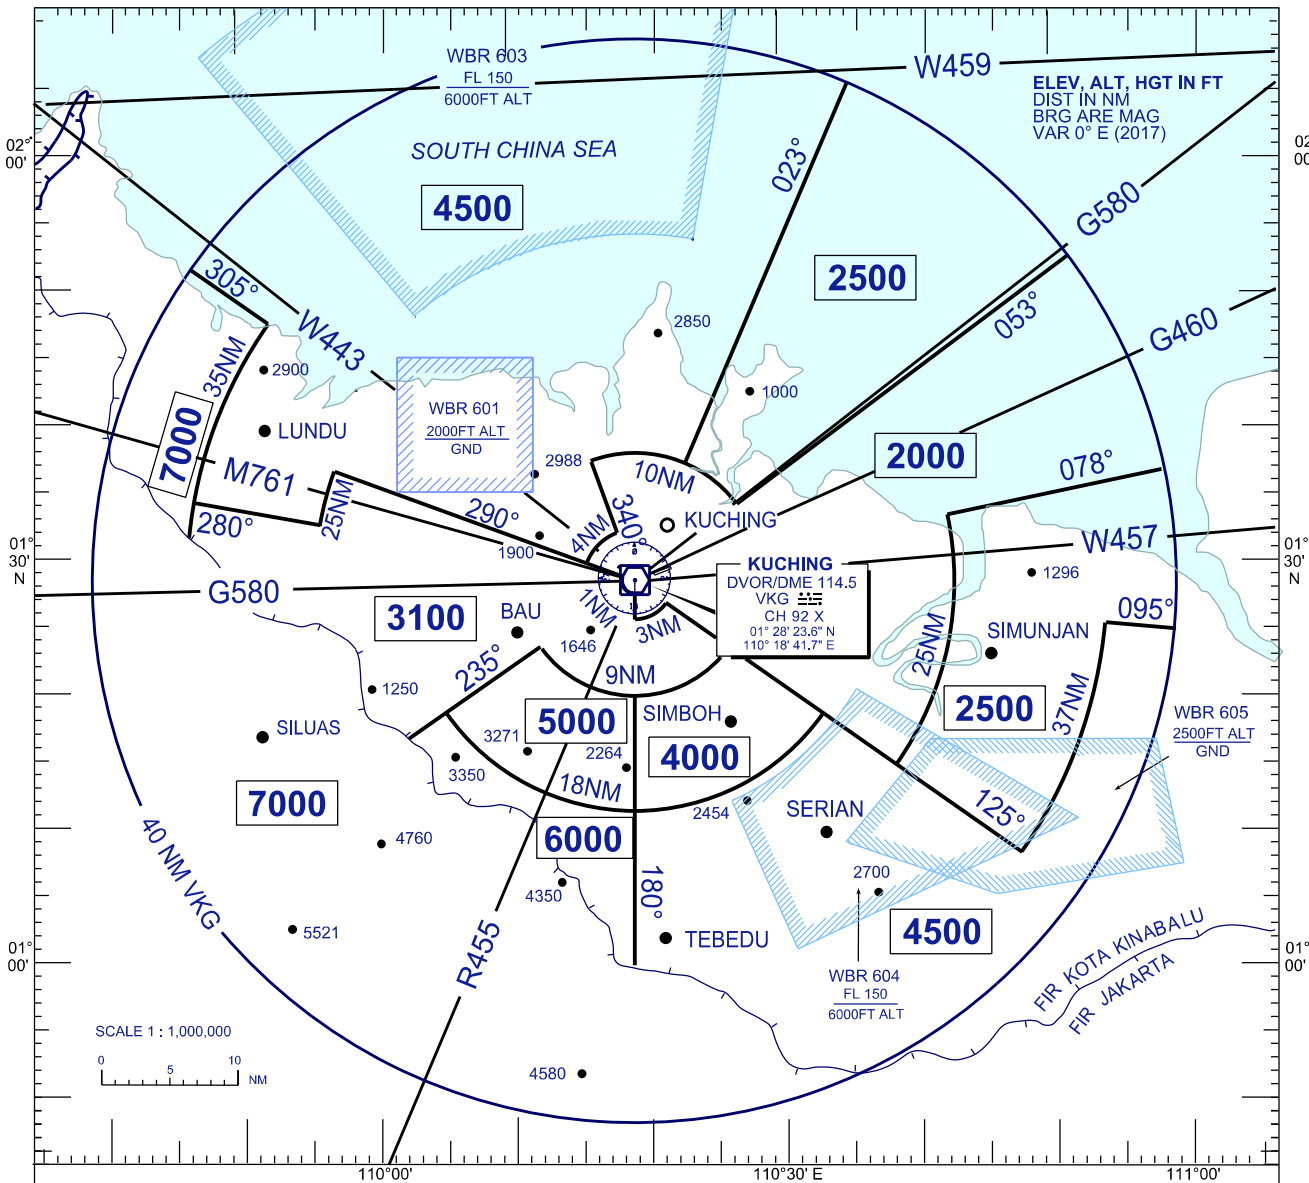 WBR 603
FL 150
6000FT ALT
W459
ELEV, ALT, HGT IN FT
DIST IN NM
BRG ARE MAG
VAR 0° E (2017)
02°
00'
SOUTH CHINA SEA
023°
4500
G580
305°
2500
053°
W443
2850
G460
35NM
2900
1000
WBR 601
2000FT ALT
GND
7000
LUNDU
2000
M761
2988
10NM
078°
25NM
290°
340°
280°
4NM
KUCHING
W457
1900
01°
30'
N
01°
30'
N
KUCHING
DVOR/DME 114.5
VKG
CH 92 X
01° 28' 23.6" N
110° 18' 41.7" E
1296
G580
095°
3100
BAU
1NM
3NM
1646
SIMUNJAN
25NM
235°
9NM
1250
37NM
SILUAS
5000
SIMBOH
2500
WBR 605
2500FT ALT
GND
3271
2264
4000
3350
18NM
7000
2454
SERIAN
125°
6000
4760
40 NM VKG
2700
4350
180°
5521
R455
TEBEDU
4500
01°
00'
01°
00'
WBR 604
FL 150
6000FT ALT
FIR KOTA KINABALU
FIR JAKARTA
SCALE 1 : 1,000,000
0
5
10
NM
4580
110°00'
110°30' E
111°00'